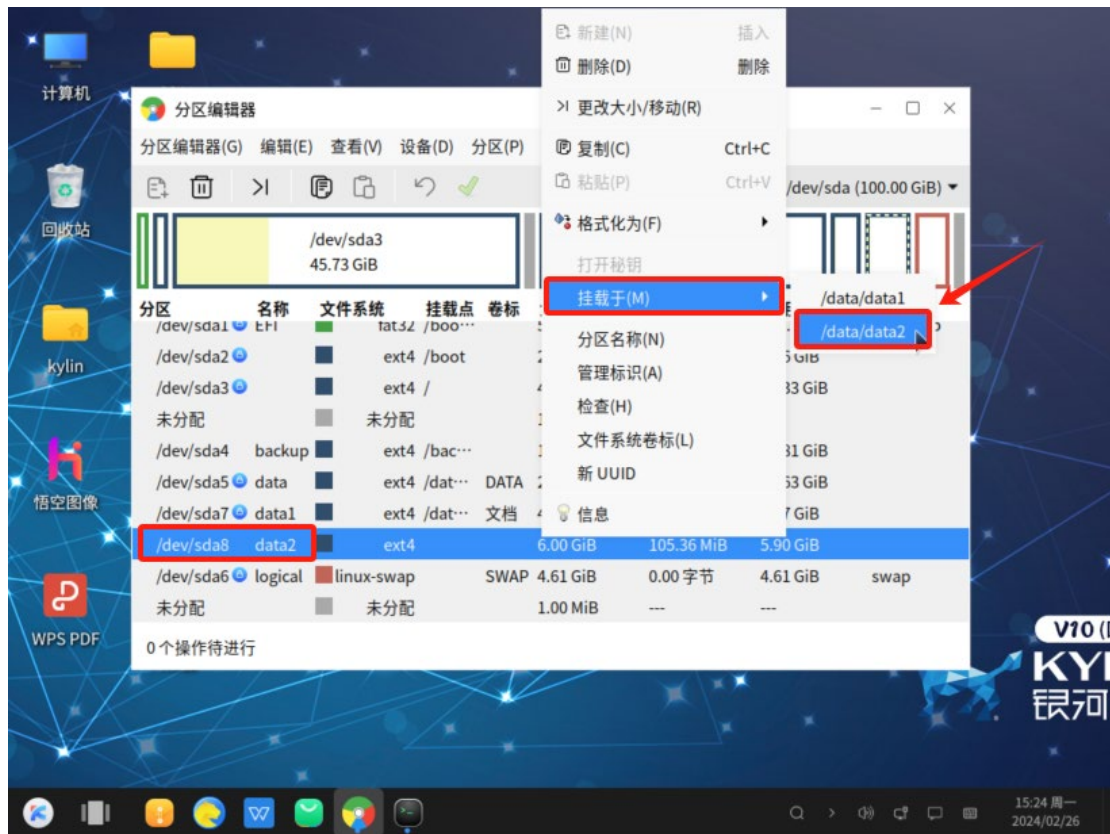 计算机
回收站
kylin
悟空图像
WPS PDF
分区编辑器
分区编辑器(G) 编辑(E) 查看(V) 设备(D) 分区(P)
/dev/sda (100.00 GiB)
/dev/sda3
45.73 GiB
分区 名称 文件系统 挂载点 卷标
/dev/sda1 EFI fat32 /boo…
/dev/sda2 ext4 /boot
/dev/sda3 ext4 / 33 GiB
未分配 未分配
/dev/sda4 backup ext4 /bac… 31 GiB
/dev/sda5 data ext4 /dat… DATA 53 GiB
/dev/sda7 data1 ext4 /dat… 文档 7 GiB
/dev/sda8 data2 ext4 6.00 GiB 105.36 MiB 5.90 GiB
/dev/sda6 logical linux-swap SWAP 4.61 GiB 0.00 字节 4.61 GiB swap
未分配 未分配 1.00 MiB --- ---
0 个操作待进行
新建(N) 插入
删除(D) 删除
更改大小/移动(R)
复制(C) Ctrl+C
粘贴(P) Ctrl+V
格式化为(F)
打开秘钥
挂载于(M)
/data/data1
/data/data2
分区名称(N)
管理标识(A)
检查(H)
文件系统卷标(L)
新 UUID
信息
V10
KY
银河
15:24 周一
2024/02/26